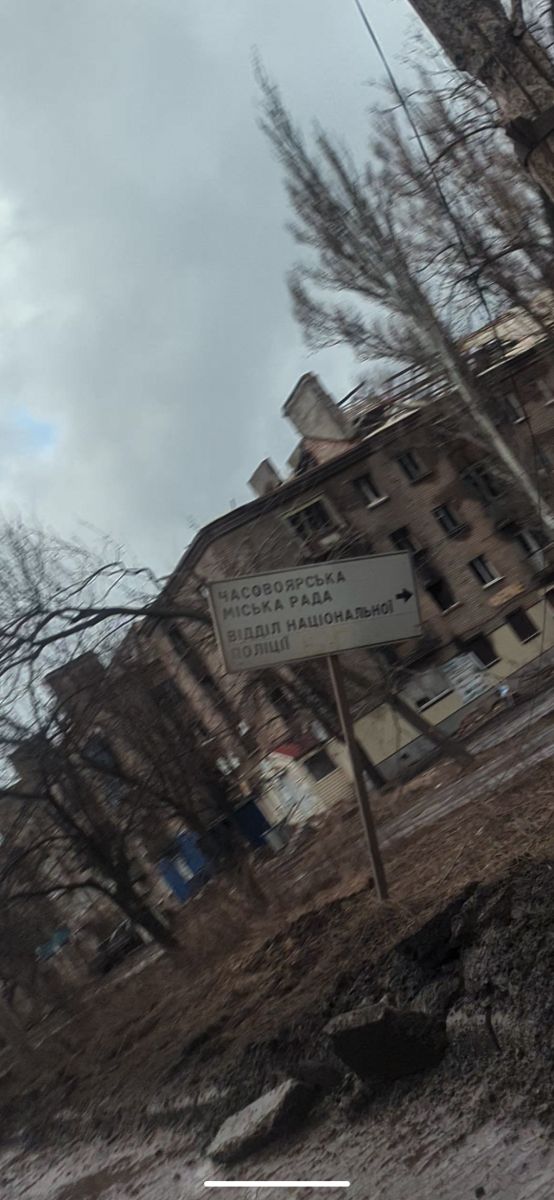 ЧАСОВОЯРСЬКА
МІСЬКА РАДА
ВІДДІЛ НАЦІОНАЛЬНОЇ
ПОЛІЦІЇ